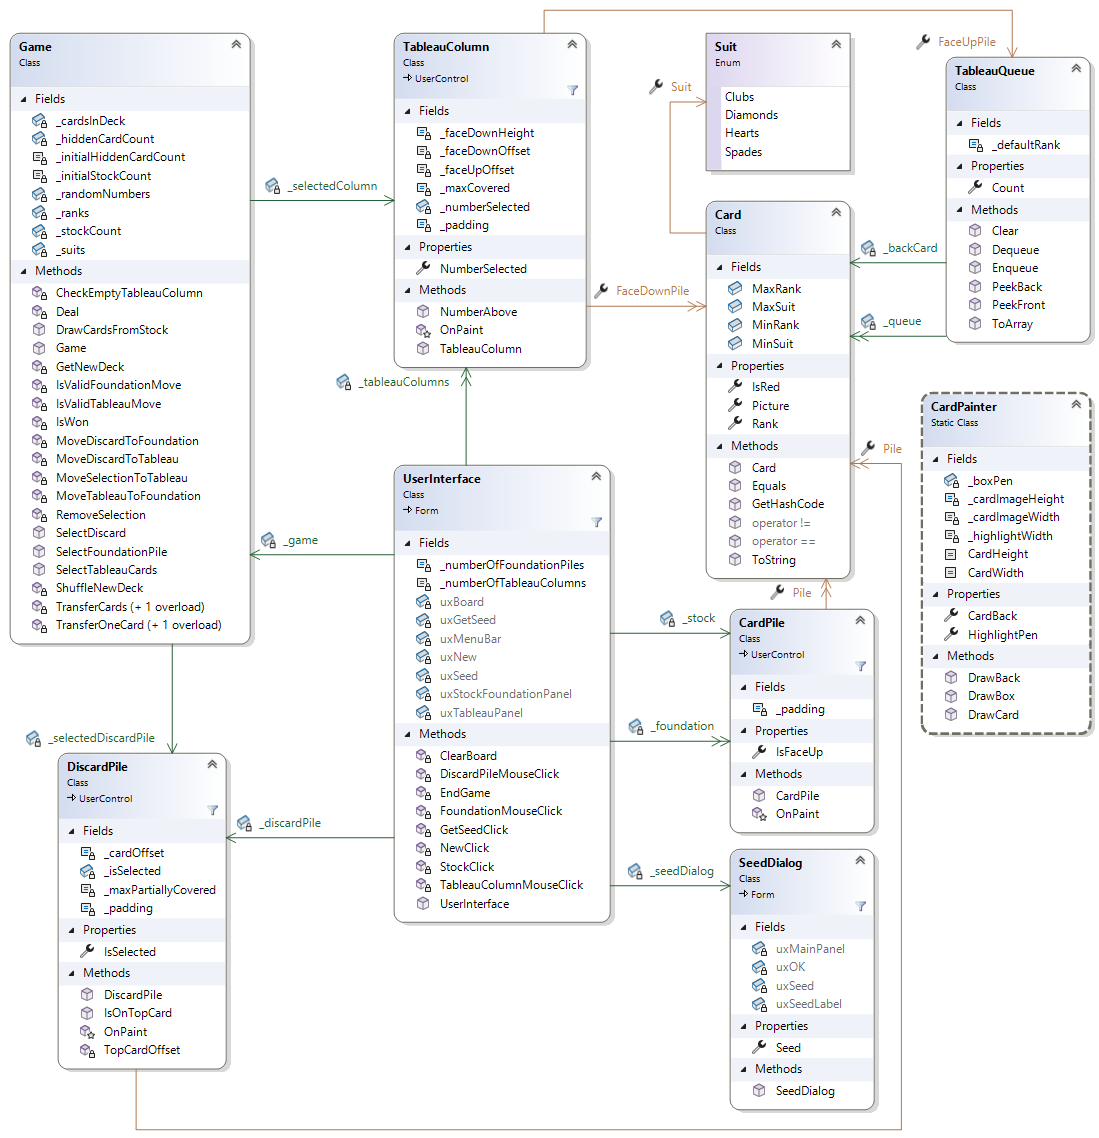 Game
Class
Fields
_cardsInDeck
_hiddenCardCount
_initialHiddenCardCount
_initialStockCount
_randomNumbers
_ranks
_stockCount
_suits
Methods
CheckEmptyTableauColumn
Deal
DrawCardsFromStock
Game
GetNewDeck
IsValidFoundationMove
IsValidTableauMove
IsWon
MoveDiscardToFoundation
MoveDiscardToTableau
MoveSelectionToTableau
MoveTableauToFoundation
RemoveSelection
SelectDiscard
SelectFoundationPile
SelectTableauCards
ShuffleNewDeck
TransferCards (+ 1 overload)
TransferOneCard (+ 1 overload)
_selectedColumn
TableauColumn
Class
UserControl
Fields
_faceDownHeight
_faceDownOffset
_faceUpOffset
_maxCovered
_numberSelected
_padding
Properties
NumberSelected
Methods
NumberAbove
OnPaint
TableauColumn
FaceUpPile
FaceDownPile
Suit
Suit
Enum
Clubs
Diamonds
Hearts
Spades
Card
Class
Fields
MaxRank
MaxSuit
MinRank
MinSuit
Properties
IsRed
Picture
Rank
Methods
Card
Equals
GetHashCode
operator !=
operator ==
ToString
TableauQueue
Class
Fields
_defaultRank
Properties
Count
Methods
Clear
Dequeue
Enqueue
PeekBack
PeekFront
ToArray
_backCard
_queue
CardPainter
Static Class
Fields
_boxPen
_cardImageHeight
_cardImageWidth
_highlightWidth
CardHeight
CardWidth
Properties
CardBack
HighlightPen
Methods
DrawBack
DrawBox
DrawCard
Pile
Pile
_tableauColumns
_game
UserInterface
Class
Form
Fields
_numberOfFoundationPiles
_numberOfTableauColumns
uxBoard
uxGetSeed
uxMenuBar
uxNew
uxSeed
uxStockFoundationPanel
uxTableauPanel
Methods
ClearBoard
DiscardPileMouseClick
EndGame
FoundationMouseClick
GetSeedClick
NewClick
StockClick
TableauColumnMouseClick
UserInterface
_stock
_foundation
_seedDialog
CardPile
Class
UserControl
Fields
_padding
Properties
IsFaceUp
Methods
CardPile
OnPaint
SeedDialog
Class
Form
Fields
uxMainPanel
uxOK
uxSeed
uxSeedLabel
Properties
Seed
Methods
SeedDialog
_selectedDiscardPile
_discardPile
DiscardPile
Class
UserControl
Fields
_cardOffset
_isSelected
_maxPartiallyCovered
_padding
Properties
IsSelected
Methods
DiscardPile
IsOnTopCard
OnPaint
TopCardOffset